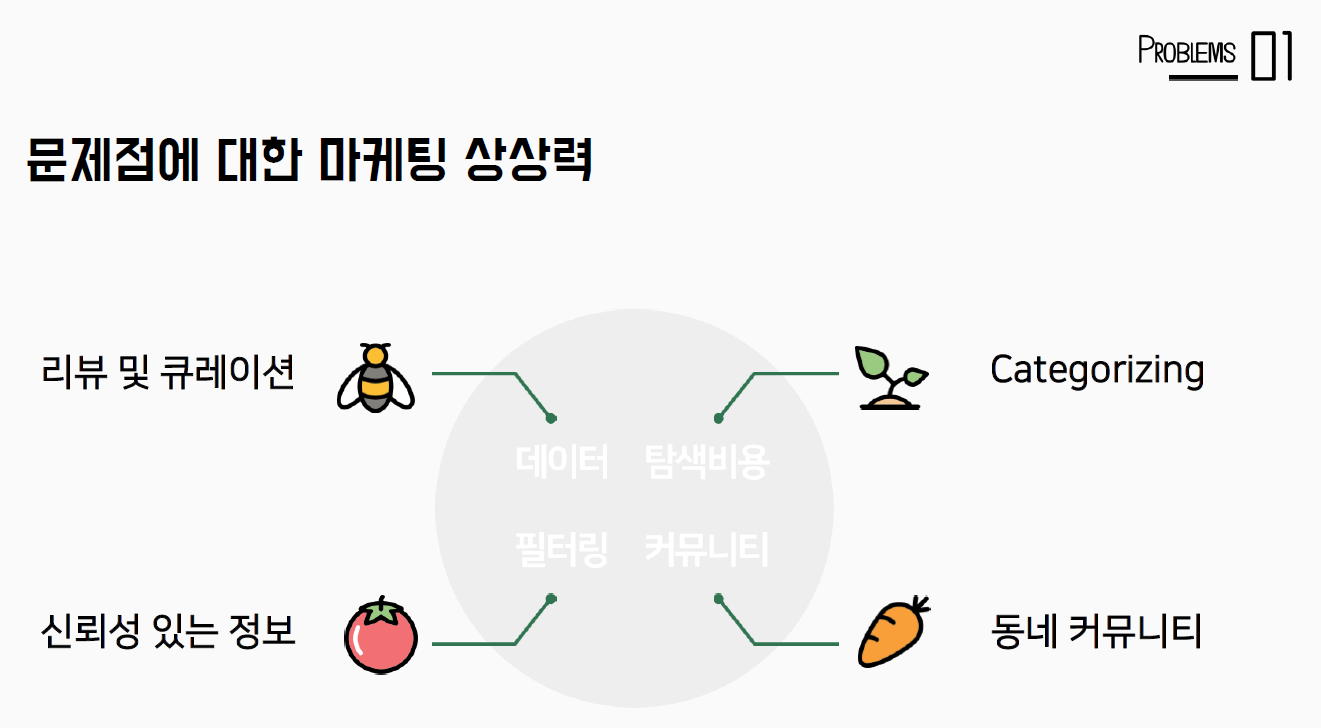 PROBLEMS 01
문제점에 대한 마케팅 상상력
리뷰 및 큐레이션
Categorizing
데이터 탐색비용
필터링 커뮤니티
신뢰성 있는 정보
동네 커뮤니티